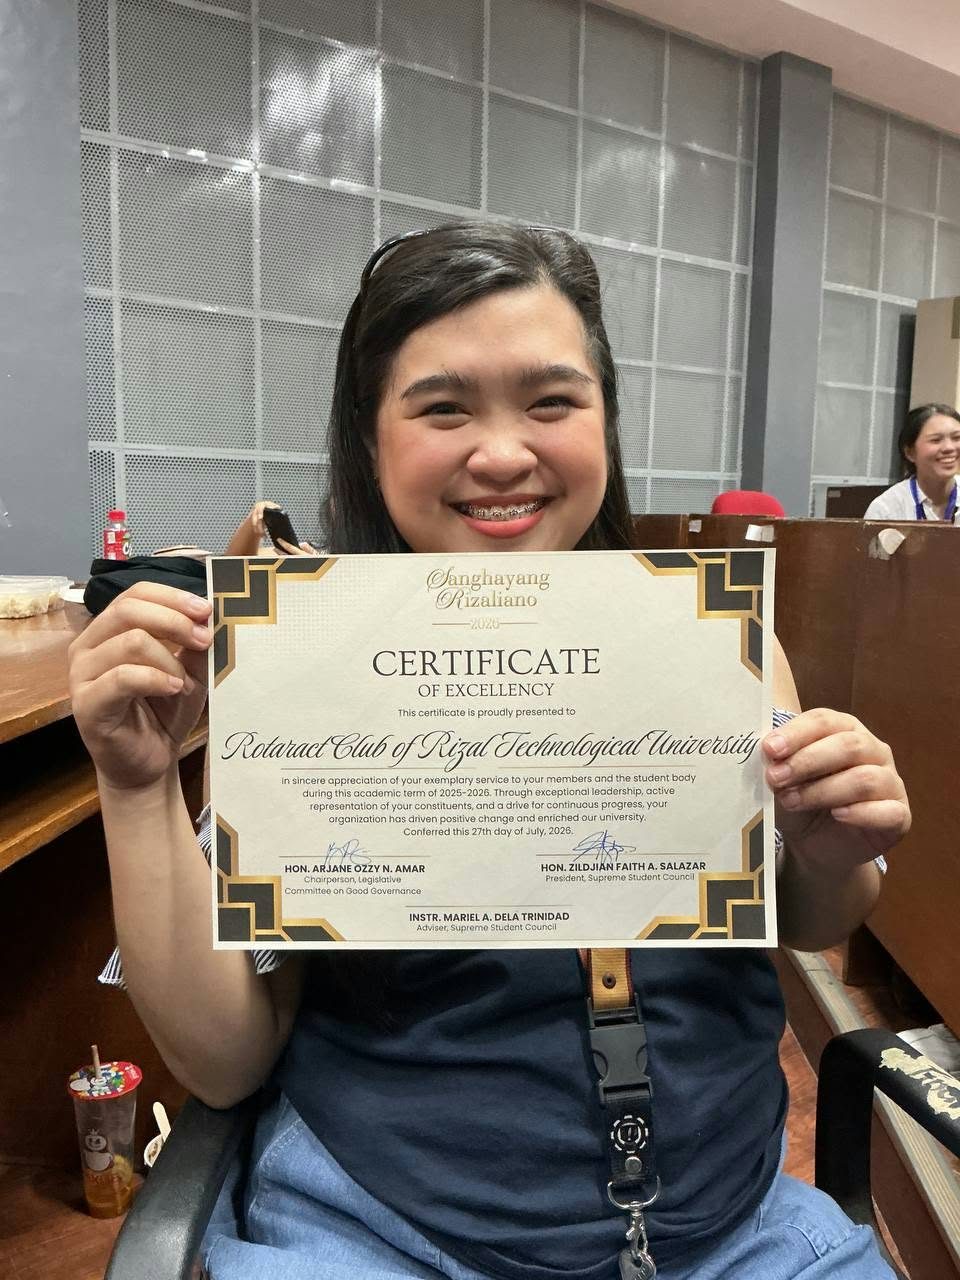 Sanghayang
Rizaliano
2026
CERTIFICATE
OF EXCELLENCY
This certificate is proudly presented to
Rotaract Club of Rizal Technological University
in sincere appreciation of your exemplary service to your members and the student body
during this academic term of 2025-2026. Through exceptional leadership, active
representation of your constituents, and a drive for continuous progress, your
organization has driven positive change and enriched our university.
Conferred this 27th day of July, 2026.
HON. ARJANE OZZY N. AMAR
Chairperson, Legislative
Committee on Good Governance
HON. ZILDJIAN FAITH A. SALAZAR
President, Supreme Student Council
INSTR. MARIEL A. DELA TRINIDAD
Adviser, Supreme Student Council